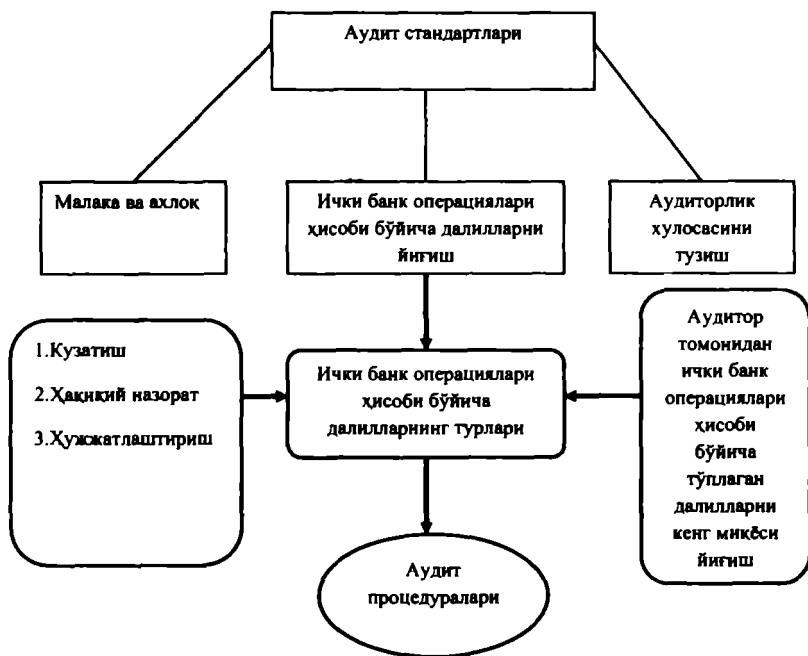 Аудит стандартлари
Малака ва ахлоқ
Ички банк операциялари
ҳисоби бўйича далилларни
йиғиш
Аудиторлик
хулосасини
тузиш
1.Кузатиш
2.Ҳақиқий назорат
3.Ҳужжатлаштириш
Ички банк операциялари
ҳисоби бўйича
далилларнинг турлари
Аудитор
томонидан
ички банк
операциялари
ҳисоби
бўйича
тўплаган
далилларни
кенг миқёси
йиғиш
Аудит
процедуралари